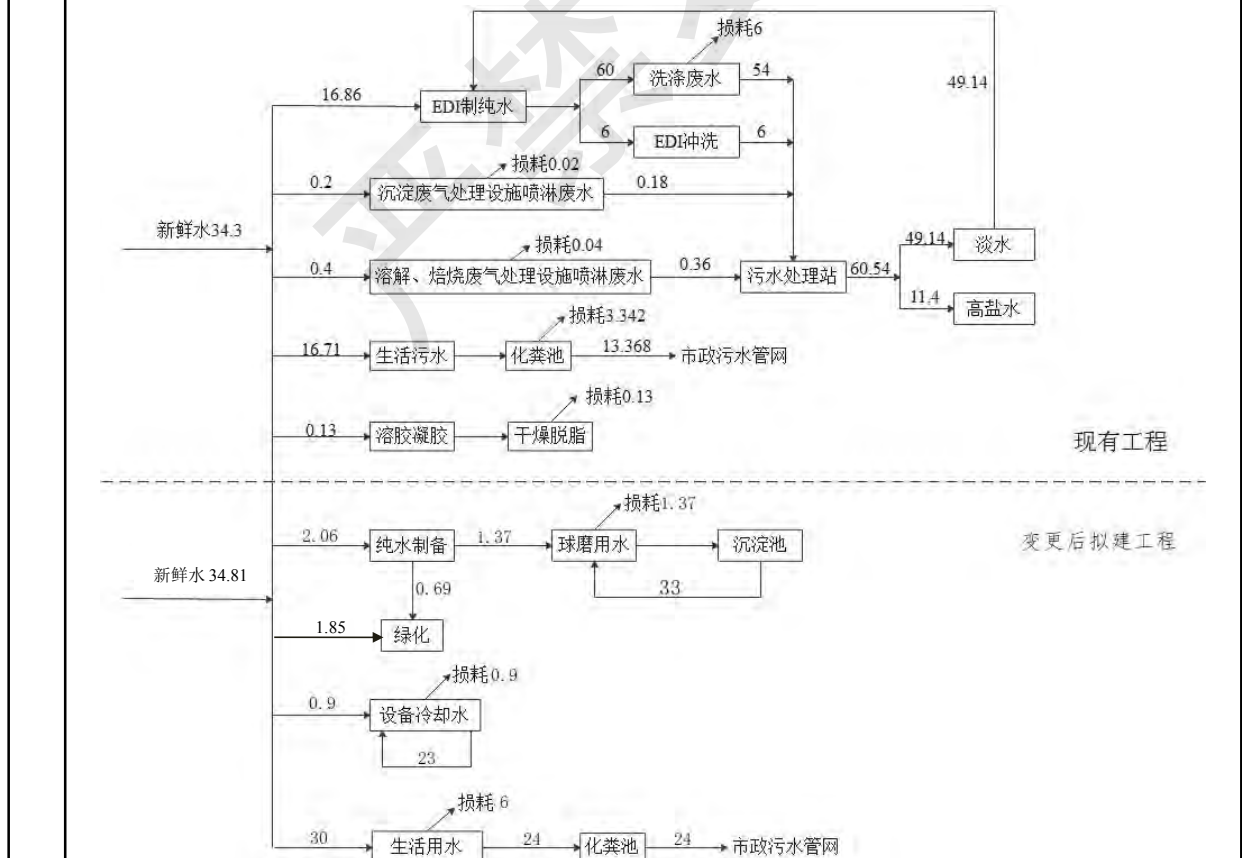 损耗6
60 洗涤废水 54
49.14
16.86 EDI制纯水
6 EDI冲洗 6
损耗0.02
0.2 沉淀废气处理设施喷淋废水 0.18
新鲜水34.3
损耗0.04
49.14 淡水
0.4 溶解、焙烧废气处理设施喷淋废水 0.36 污水处理站 60.54
11.4 高盐水
损耗3.342
16.71 生活污水 化粪池 13.368 市政污水管网
损耗0.13
0.13 溶胶凝胶 干燥脱脂
现有工程
损耗1.37
2.06 纯水制备 1.37 球磨用水 沉淀池
变更后拟建工程
新鲜水 34.81
0.69
33
1.85 绿化
损耗0.9
0.9 设备冷却水
23
损耗 6
30 生活用水 24 化粪池 24 市政污水管网
严禁